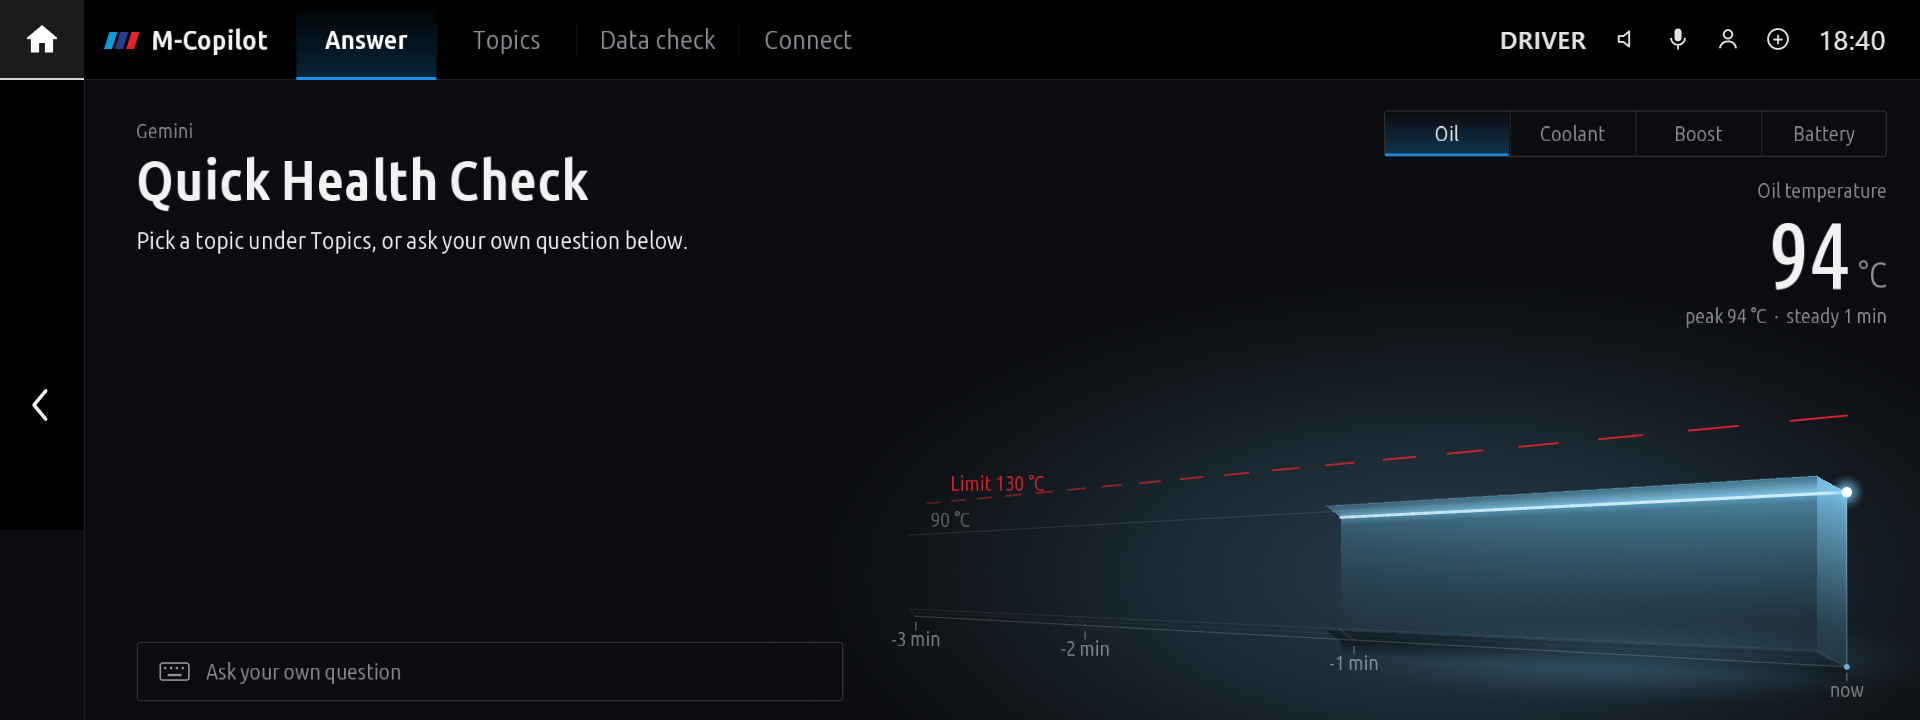 M-Copilot
Answer
Topics
Data check
Connect
DRIVER
18:40
Gemini
Quick Health Check
Pick a topic under Topics, or ask your own question below.
Oil
Coolant
Boost
Battery
Oil temperature
94 °C
peak 94 °C · steady 1 min
Limit 130 °C
90 °C
-3 min
-2 min
-1 min
now
Ask your own question